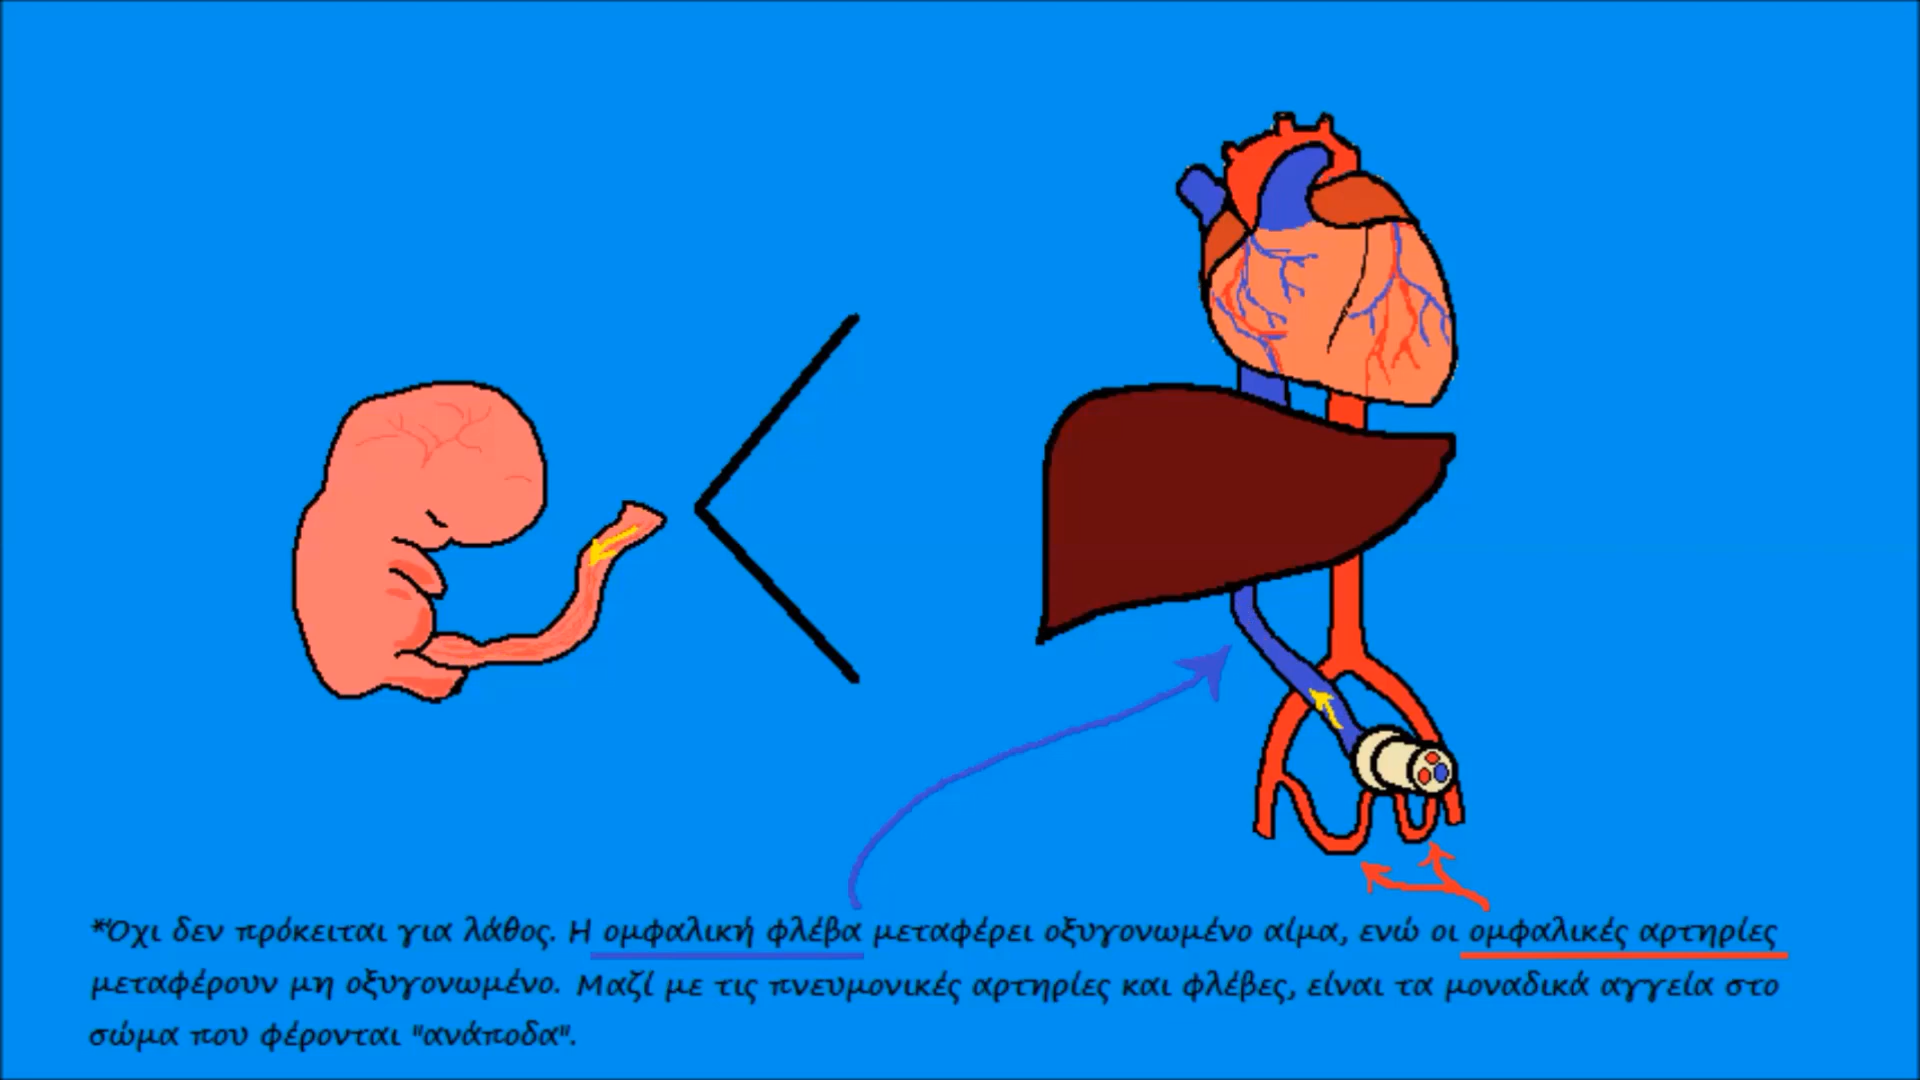 *Όχι δεν πρόκειται για λάθος. Η ομφαλική φλέβα μεταφέρει οξυγονωμένο αίμα, ενώ οι ομφαλικές αρτηρίες
μεταφέρουν μη οξυγονωμένο. Μαζί με τις πνευμονικές αρτηρίες και φλέβες, είναι τα μοναδικά αγγεία στο
σώμα που φέρονται "ανάποδα".